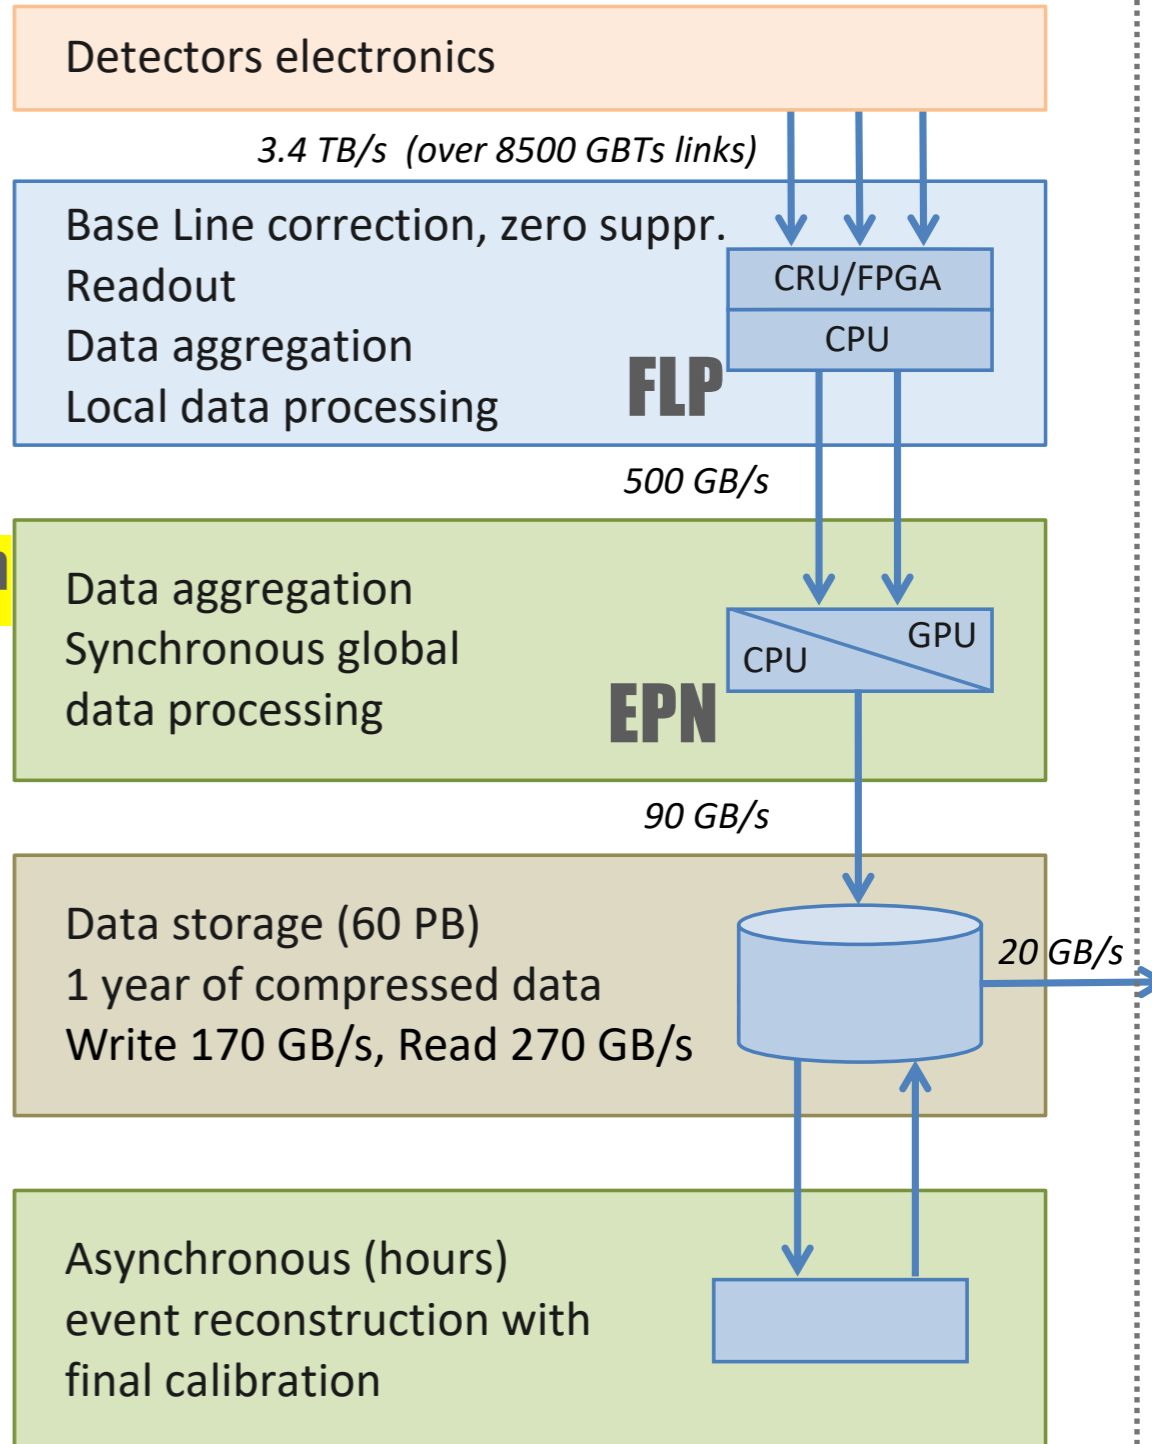 Detectors electronics
3.4 TB/s (over 8500 GBTs links)
Base Line correction, zero suppr.
Readout
Data aggregation
Local data processing
CRU/FPGA
CPU
FLP
500 GB/s
Data aggregation
Synchronous global
data processing
CPU
GPU
EPN
90 GB/s
Data storage (60 PB)
1 year of compressed data
Write 170 GB/s, Read 270 GB/s
20 GB/s
Asynchronous (hours)
event reconstruction with
final calibration